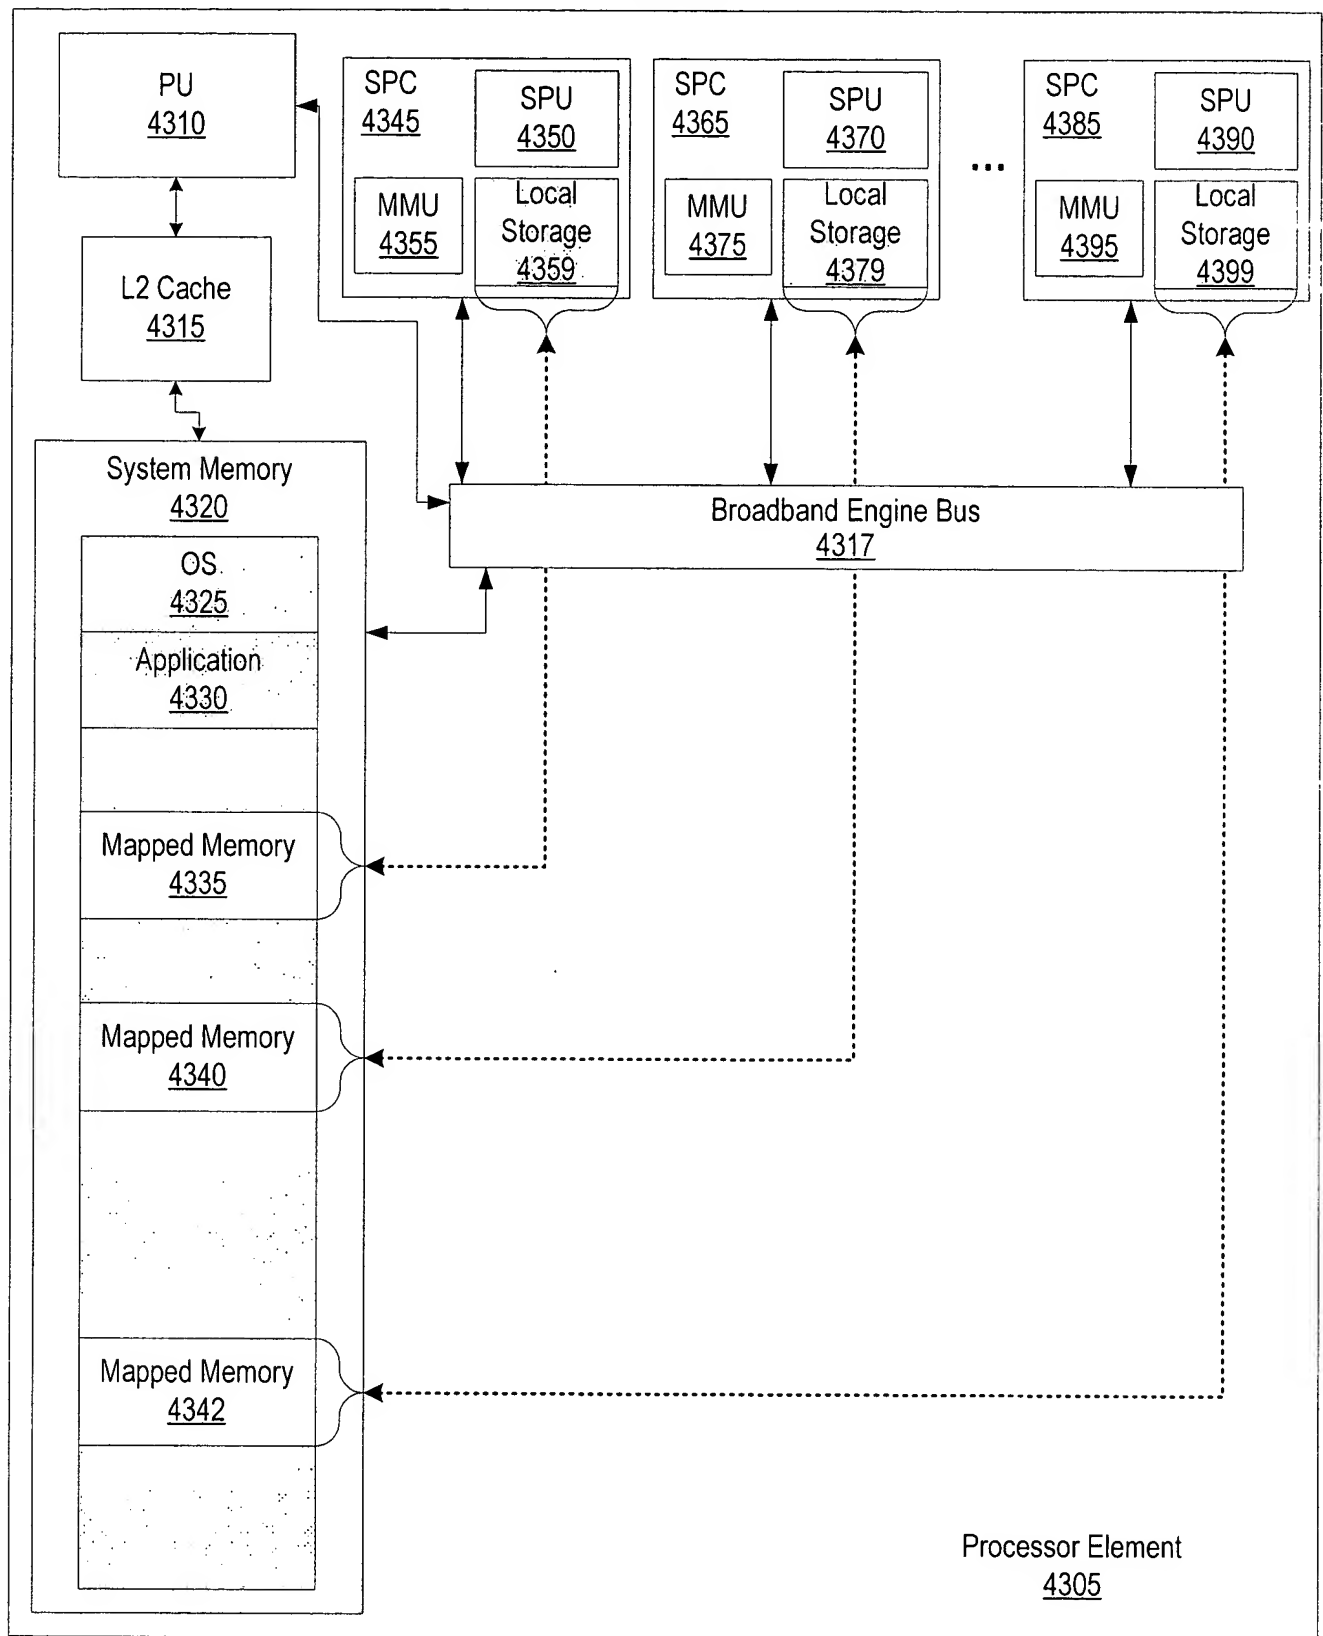 PU
4310
L2 Cache
4315
SPC
4345
SPU
4350
MMU
4355
Local
Storage
4359
SPC
4365
SPU
4370
MMU
4375
Local
Storage
4379
...
SPC
4385
SPU
4390
MMU
4395
Local
Storage
4399
Broadband Engine Bus
4317
System Memory
4320
OS
4325
Application
4330
Mapped Memory
4335
Mapped Memory
4340
Mapped Memory
4342
Processor Element
4305